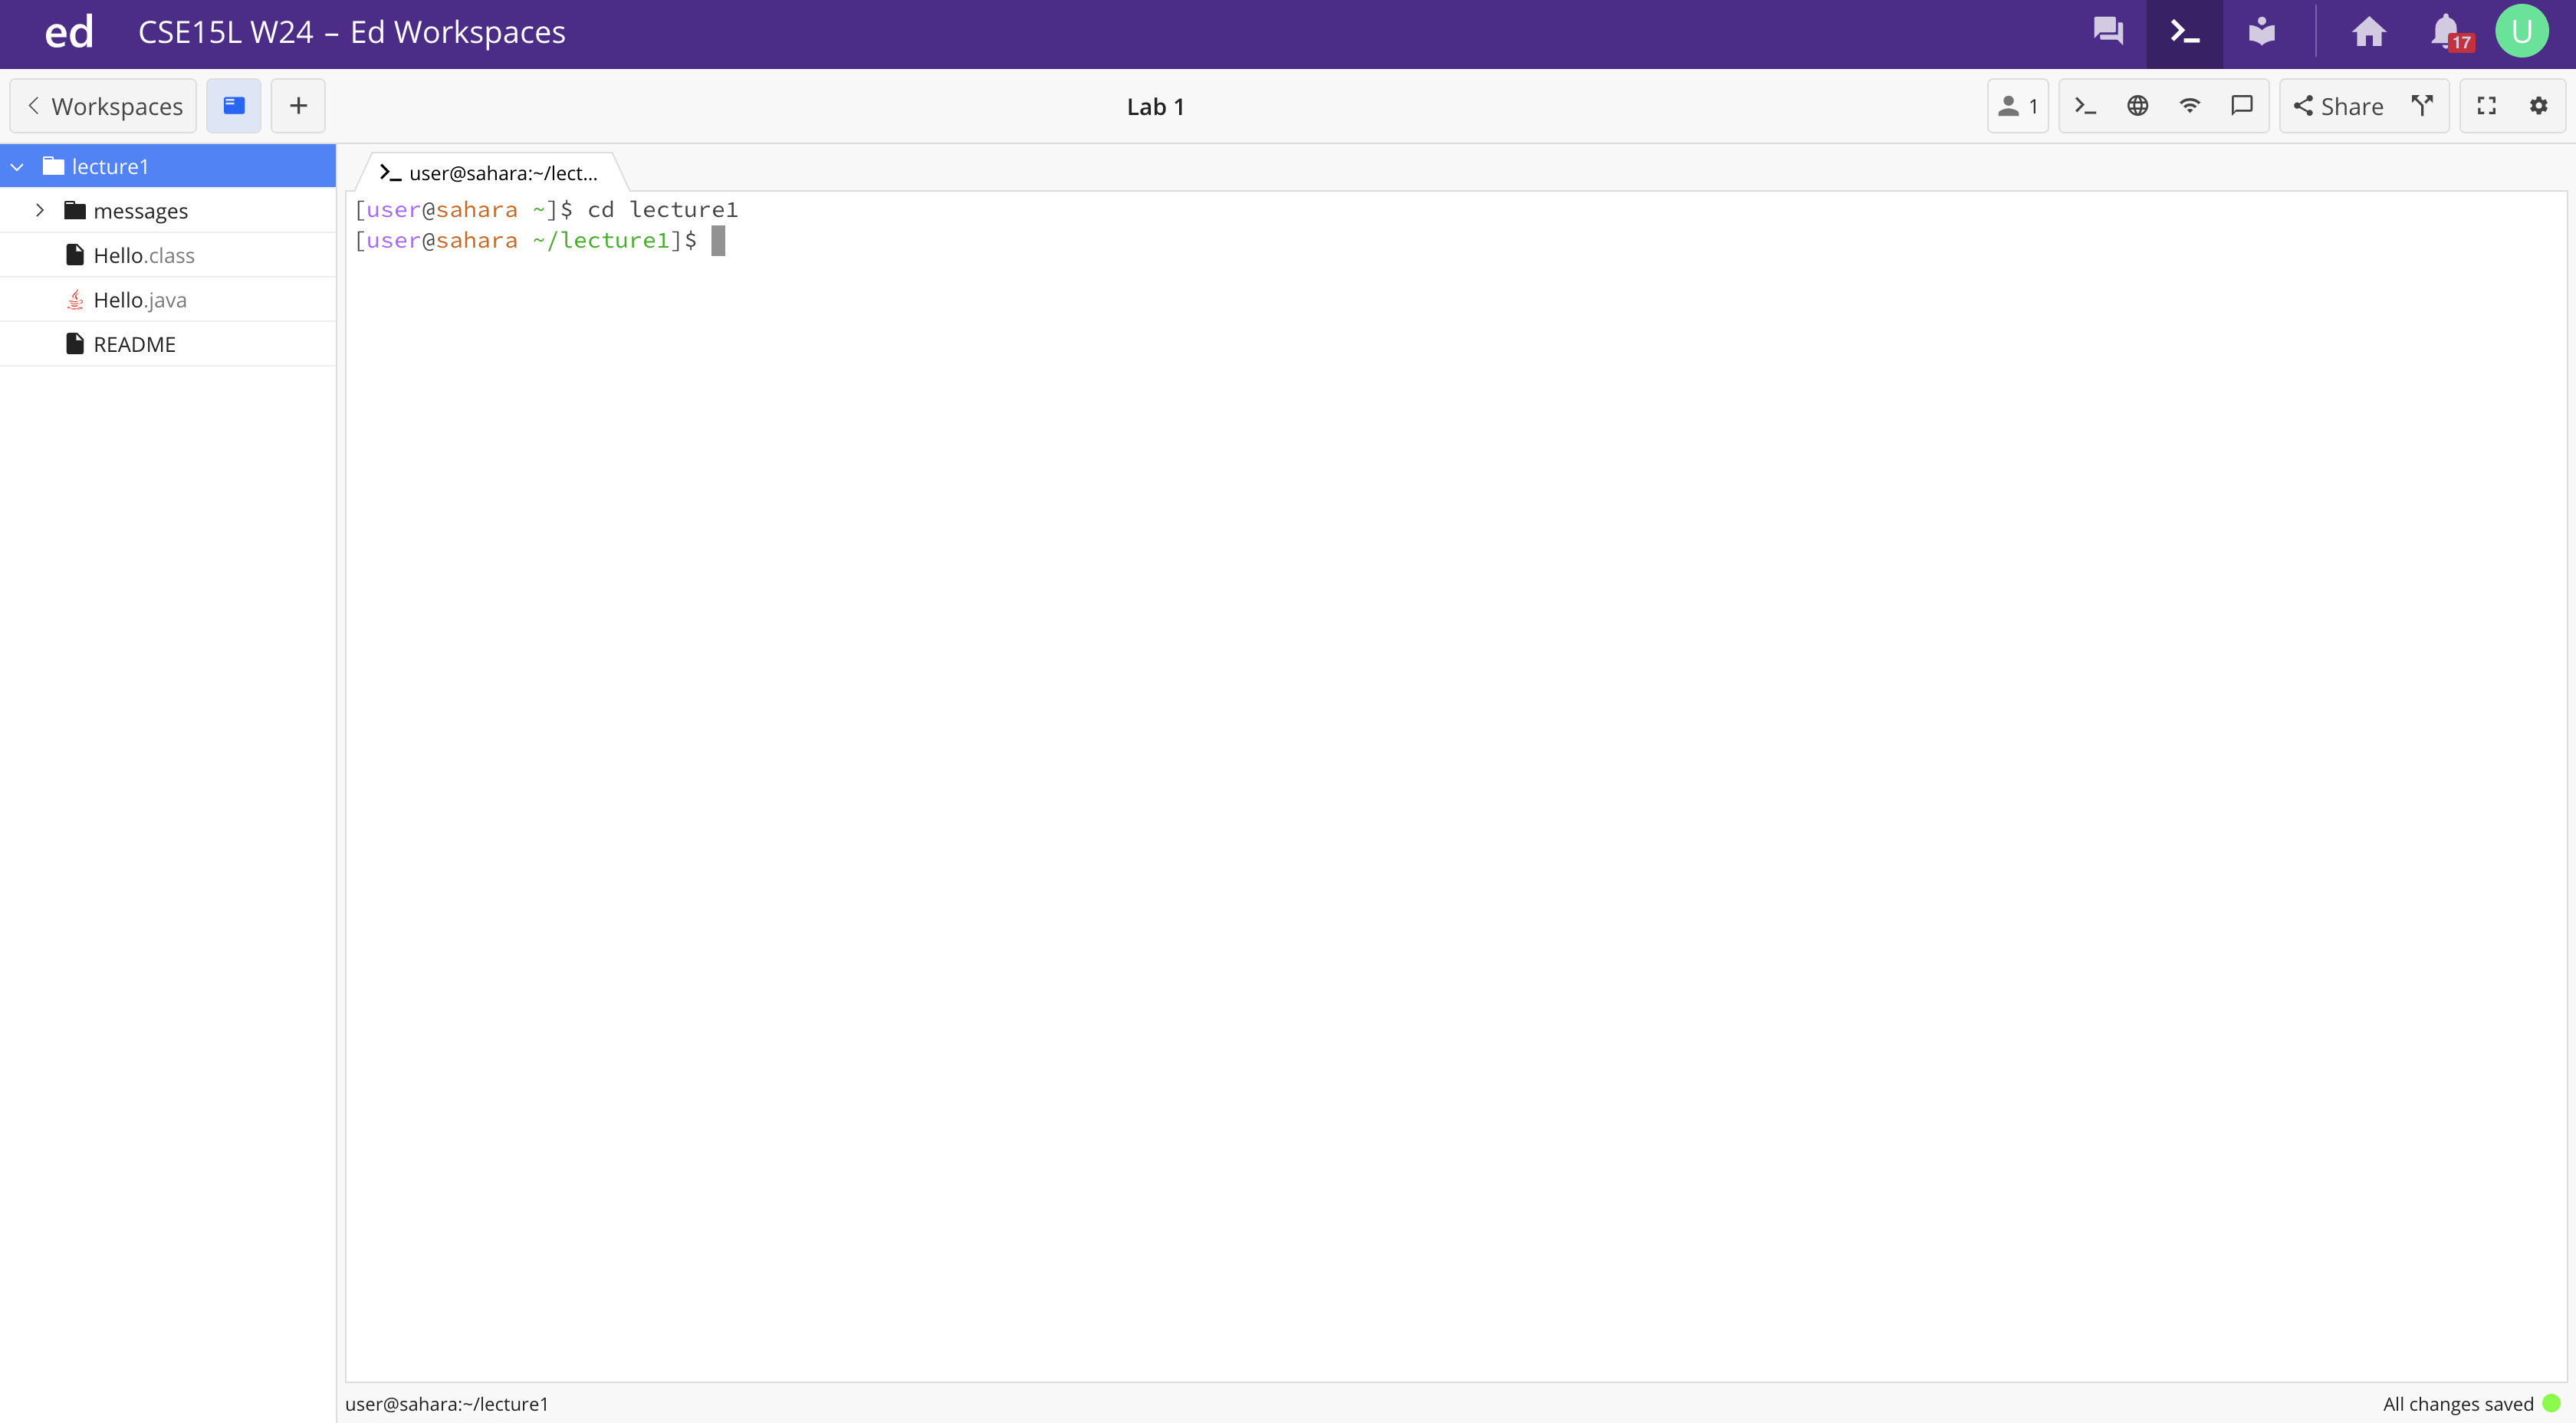 ed CSE15L W24 – Ed Workspaces 17 U
Workspaces + Lab 1 1 Share
lecture1
messages
Hello.class
Hello.java
README
user@sahara:~/lect...
[user@sahara ~]$ cd lecture1
[user@sahara ~/lecture1]$
user@sahara:~/lecture1 All changes saved